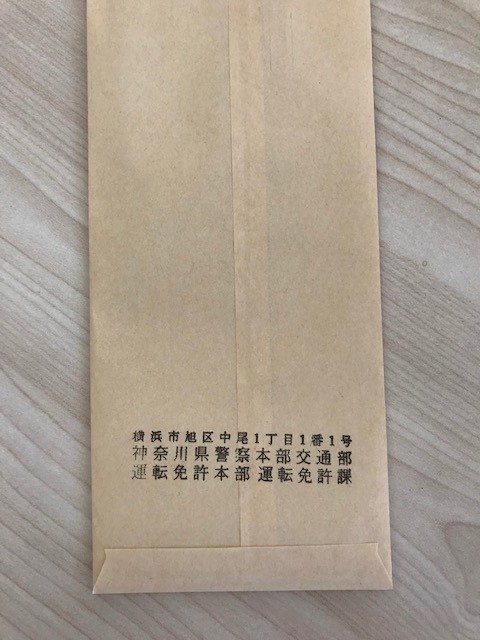 横浜市旭区中尾1丁目1番1号
神奈川県警察本部交通部
運転免許本部運転免許課